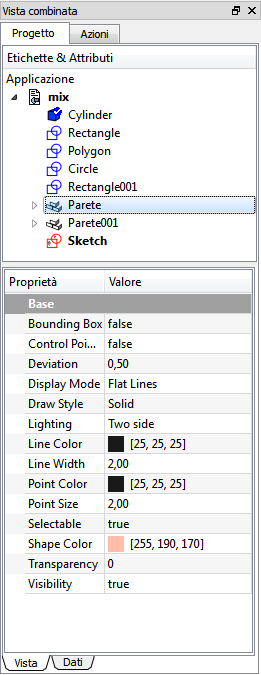 Vista combinata
Progetto Azioni
Etichette & Attributi
Applicazione
mix
Cylinder
Rectangle
Polygon
Circle
Rectangle001
Parete
Parete001
Sketch
Proprietà Valore
Base
Bounding Box false
Control Poi... false
Deviation 0,50
Display Mode Flat Lines
Draw Style Solid
Lighting Two side
Line Color [25, 25, 25]
Line Width 2,00
Point Color [25, 25, 25]
Point Size 2,00
Selectable true
Shape Color [255, 190, 170]
Transparency 0
Visibility true
Vista Dati